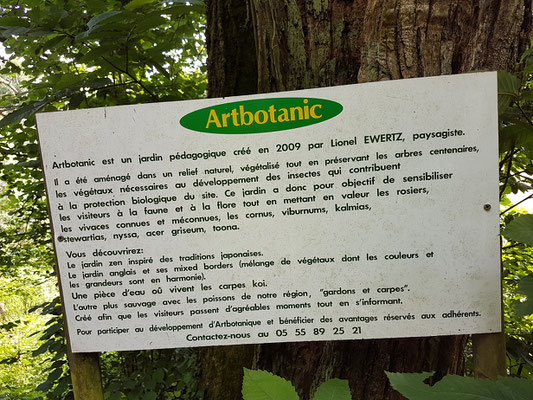 Artbotanic
Artbotanic est un jardin pédagogique créé en 2009 par Lionel EWERTZ, paysagiste.
Il a été aménagé dans un relief naturel, végétalisé tout en préservant les arbres centenaires,
les végétaux nécessaires au développement des insectes qui contribuent
à la protection biologique du site. Ce jardin a donc pour objectif de sensibiliser
les visiteurs à la faune et à la flore tout en mettant en valeur les rosiers,
les vivaces connues et méconnues, les cornus, viburnums, kalmias,
stewartias, nyssa, acer griseum, toona.
Vous découvrirez:
Le jardin zen inspiré des traditions japonaises.
Le jardin anglais et ses mixed borders (mélange de végétaux dont les couleurs et
les grandeurs sont en harmonie).
Une pièce d'eau où vivent les carpes koi.
L'autre plus sauvage avec les poissons de notre région, "gardons et carpes".
Créé afin que les visiteurs passent d'agréables moments tout en s'informant.
Pour participer au développement d'Artbotanique et bénéficier des avantages réservés aux adhérents.
Contactez-nous au 05 55 89 25 21